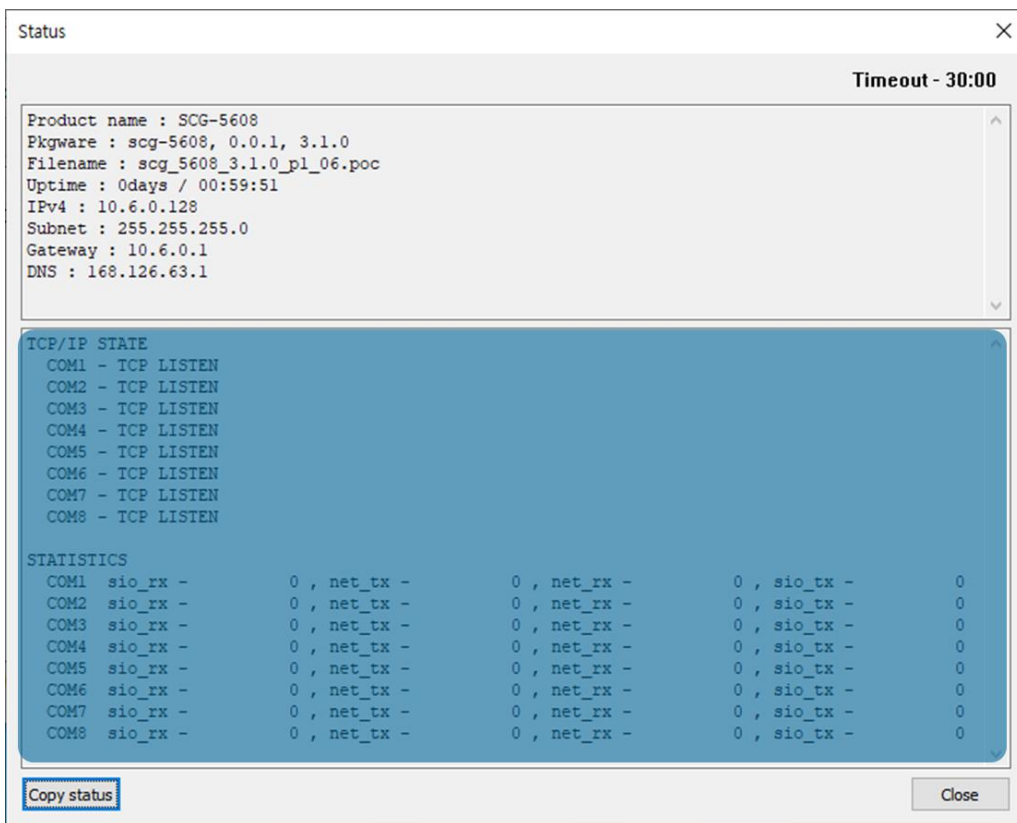 Status
Timeout - 30:00
Product name : SCG-5608
Pkgware : scg-5608, 0.0.1, 3.1.0
Filename : scg_5608_3.1.0_p1_06.poc
Uptime : 0days / 00:59:51
IPv4 : 10.6.0.128
Subnet : 255.255.255.0
Gateway : 10.6.0.1
DNS : 168.126.63.1
TCP/IP STATE
COM1 - TCP LISTEN
COM2 - TCP LISTEN
COM3 - TCP LISTEN
COM4 - TCP LISTEN
COM5 - TCP LISTEN
COM6 - TCP LISTEN
COM7 - TCP LISTEN
COM8 - TCP LISTEN
STATISTICS
COM1 sio_rx - 0 , net_tx - 0 , net_rx - 0 , sio_tx - 0
COM2 sio_rx - 0 , net_tx - 0 , net_rx - 0 , sio_tx - 0
COM3 sio_rx - 0 , net_tx - 0 , net_rx - 0 , sio_tx - 0
COM4 sio_rx - 0 , net_tx - 0 , net_rx - 0 , sio_tx - 0
COM5 sio_rx - 0 , net_tx - 0 , net_rx - 0 , sio_tx - 0
COM6 sio_rx - 0 , net_tx - 0 , net_rx - 0 , sio_tx - 0
COM7 sio_rx - 0 , net_tx - 0 , net_rx - 0 , sio_tx - 0
COM8 sio_rx - 0 , net_tx - 0 , net_rx - 0 , sio_tx - 0
Copy status
Close